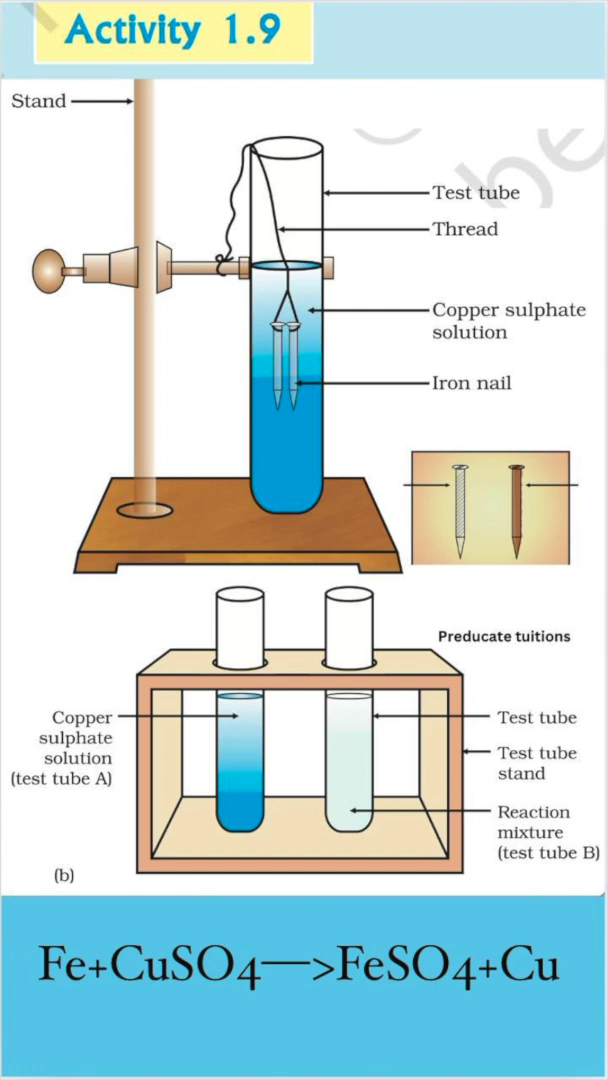 Activity 1.9
Stand
Test tube
Thread
Copper sulphate
solution
Iron nail
Preducate tuitions
Copper
sulphate
solution
(test tube A)
Test tube
Test tube
stand
Reaction
mixture
(test tube B)
(b)
Fe+CuSO4—>FeSO4+Cu